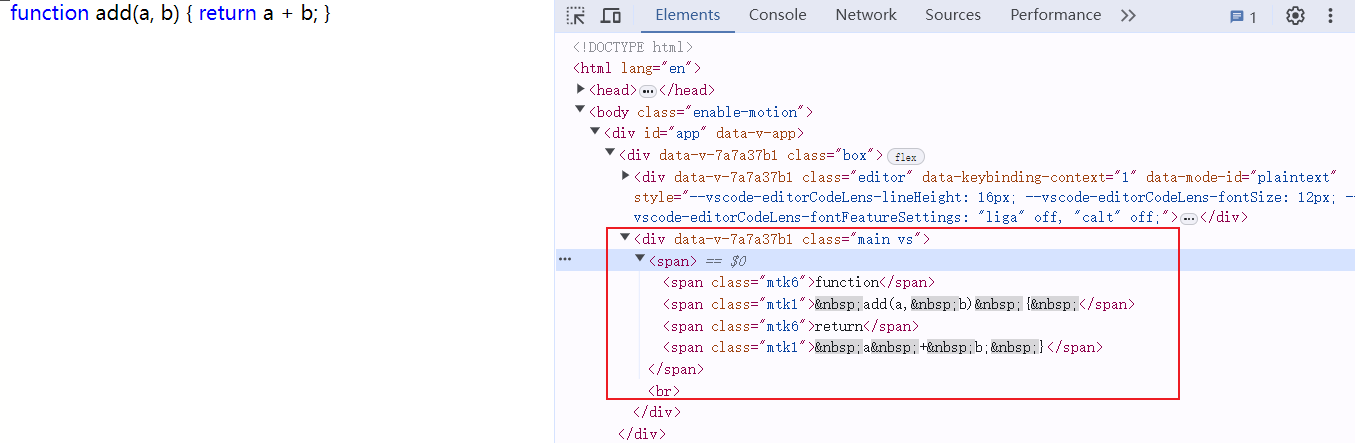 function add(a, b) { return a + b; }
Elements Console Network Sources Performance 1
<!DOCTYPE html>
<html lang="en">
<head>…</head>
<body class="enable-motion">
<div id="app" data-v-app>
<div data-v-7a7a37b1 class="box"> flex
<div data-v-7a7a37b1 class="editor" data-keybinding-context="1" data-mode-id="plaintext"
style="--vscode-editorCodeLens-lineHeight: 16px; --vscode-editorCodeLens-fontSize: 12px; --
vscode-editorCodeLens-fontFeatureSettings: "liga" off, "calt" off;">…</div>
<div data-v-7a7a37b1 class="main vs">
… <span> == $0
<span class="mtk6">function</span>
<span class="mtk1">&nbsp;add(a,&nbsp;b)&nbsp;{&nbsp;</span>
<span class="mtk6">return</span>
<span class="mtk1">&nbsp;a&nbsp;+&nbsp;b;&nbsp;}</span>
</span>
<br>
</div>
</div>